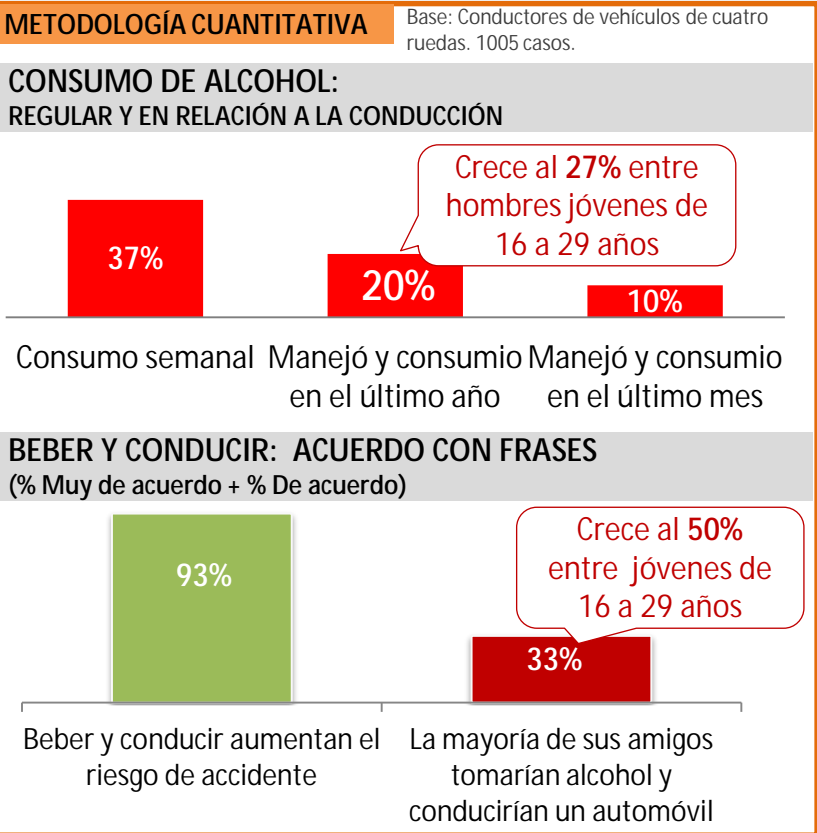 METODOLOGÍA CUANTITATIVA
Base: Conductores de vehículos de cuatro
ruedas. 1005 casos.
CONSUMO DE ALCOHOL:
REGULAR Y EN RELACIÓN A LA CONDUCCIÓN
Crece al 27% entre
hombres jóvenes de
16 a 29 años
37%
20%
10%
Consumo semanal
Manejó y consumio
en el último año
Manejó y consumio
en el último mes
BEBER Y CONDUCIR: ACUERDO CON FRASES
(% Muy de acuerdo + % De acuerdo)
Crece al 50%
entre jóvenes de
16 a 29 años
93%
33%
Beber y conducir aumentan el
riesgo de accidente
La mayoría de sus amigos
tomarían alcohol y
conducirían un automóvil